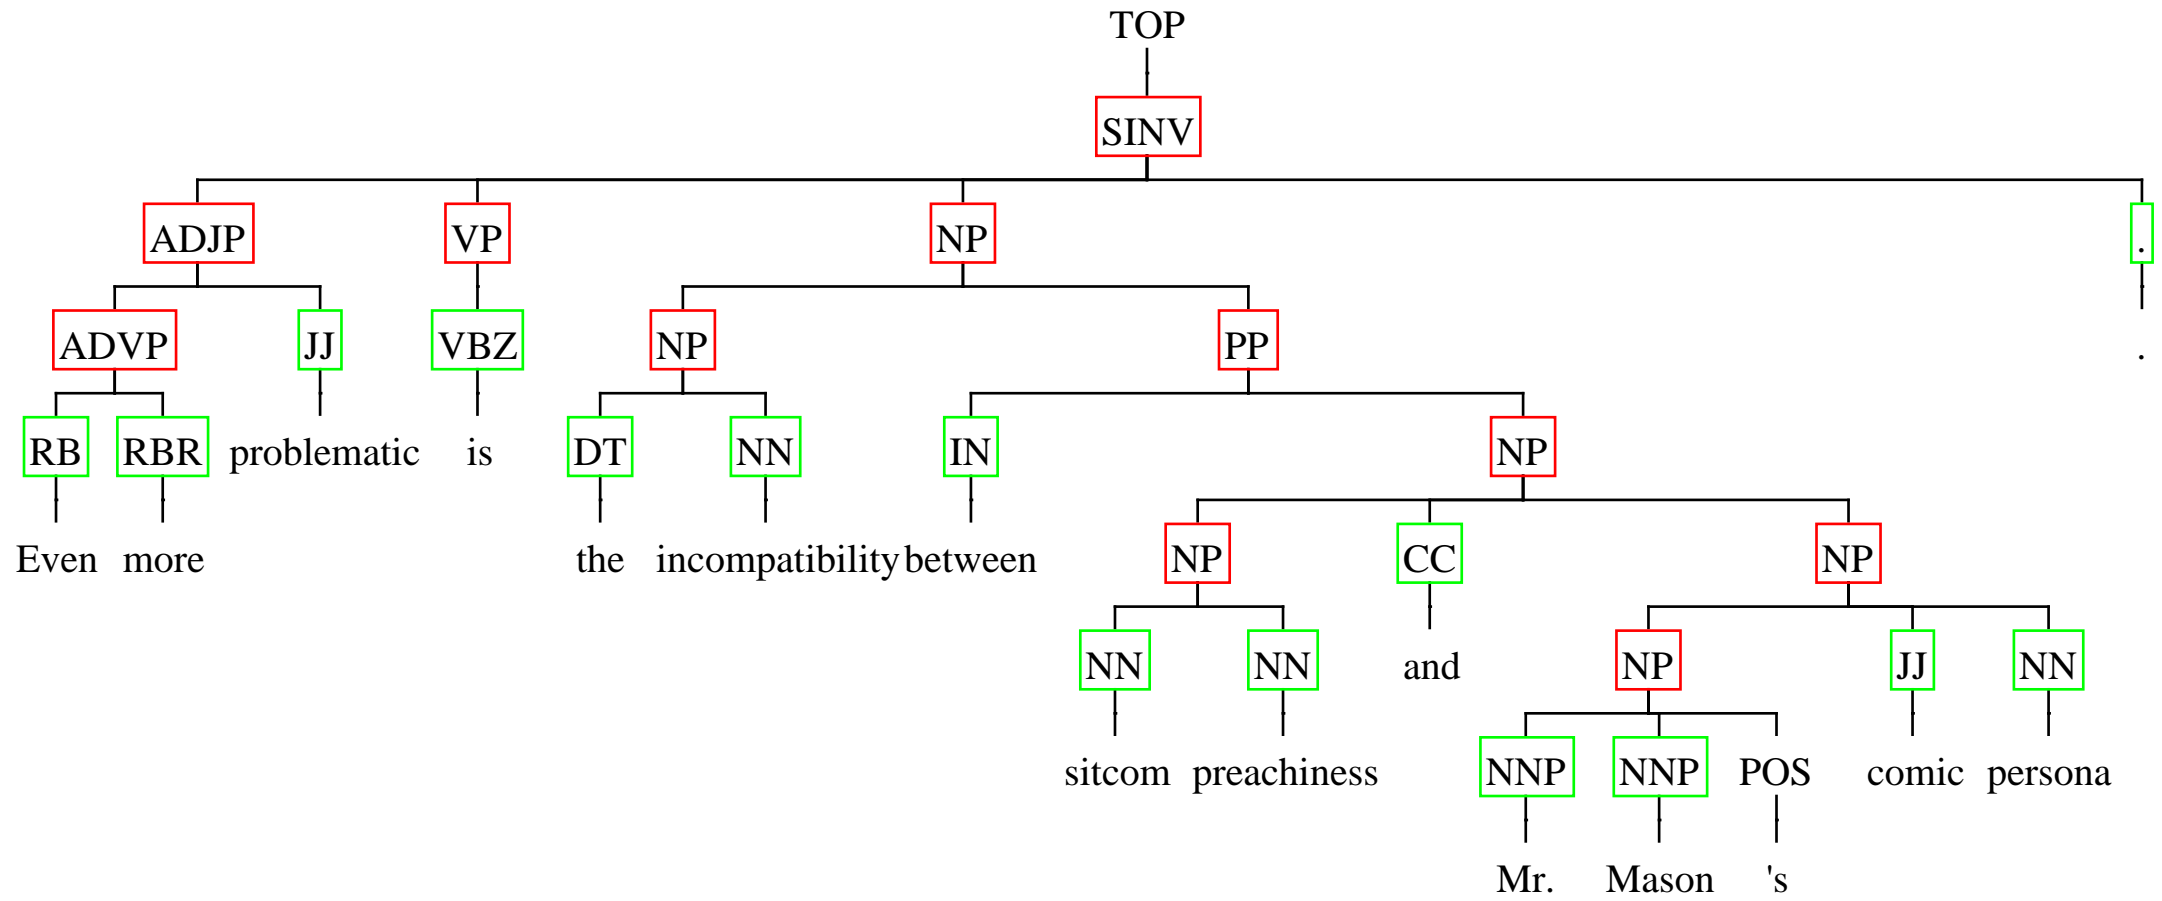 TOP
SINV
ADJP VP NP .
ADVP JJ VBZ NP PP .
RB RBR problematic is DT NN IN NP
Even more the incompatibility between NP CC NP
NN NN and NP JJ NN
sitcom preachiness NNP NNP POS comic persona
Mr. Mason 's